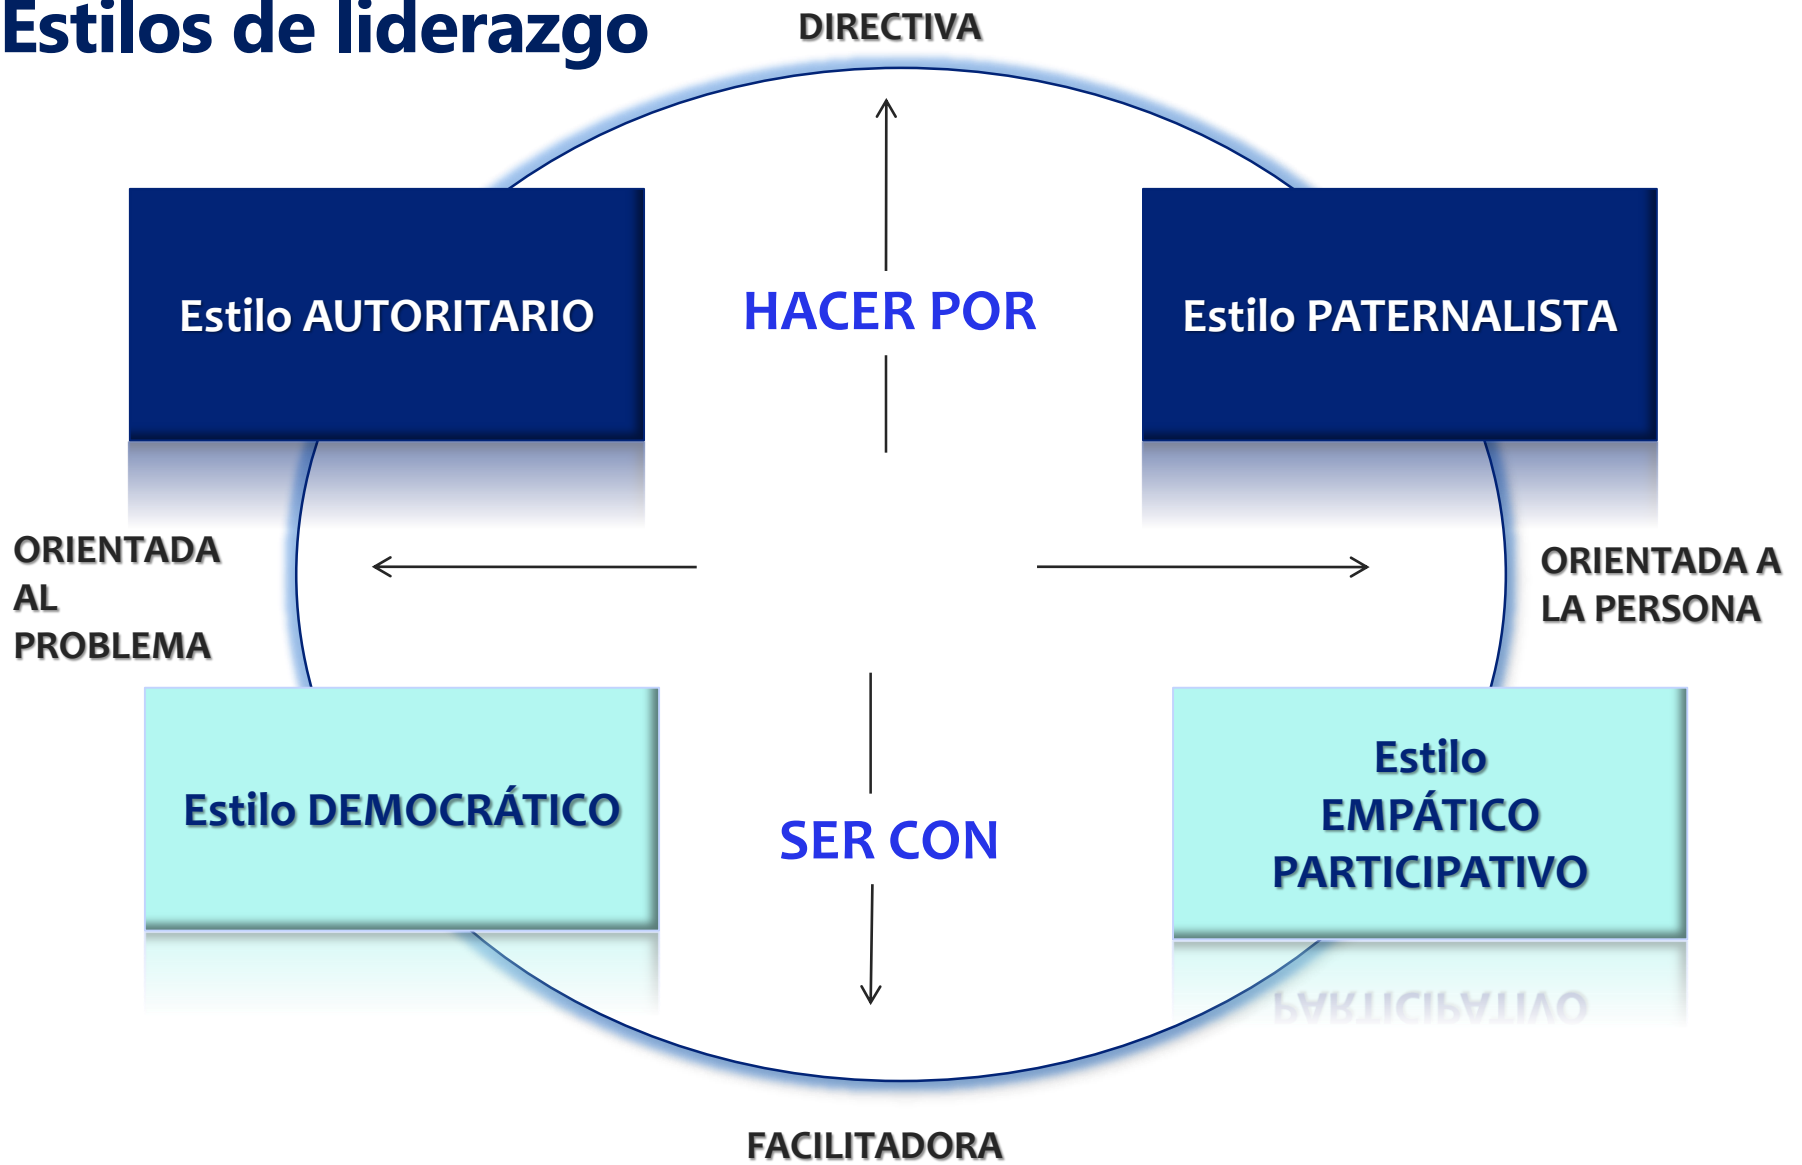 Estilos de liderazgo
DIRECTIVA
Estilo AUTORITARIO
HACER POR
Estilo PATERNALISTA
ORIENTADA
AL
PROBLEMA
ORIENTADA A
LA PERSONA
Estilo DEMOCRÁTICO
SER CON
Estilo
EMPÁTICO
PARTICIPATIVO
FACILITADORA